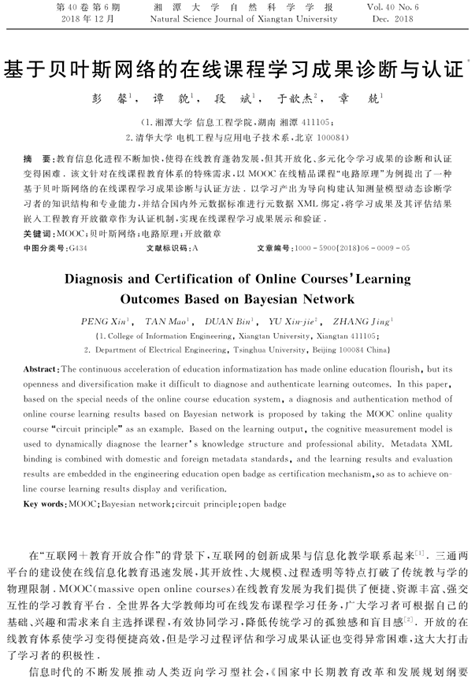 第 40 卷 第 6 期 湘 潭 大 学 自 然 科 学 学 报 Vol. 40 No. 6
2018 年 12 月 Natural Science Journal of Xiangtan University Dec. 2018
基于贝叶斯网络的在线课程学习成果诊断与认证*
彭 馨¹, 谭 貌¹, 段 斌¹, 于歆杰², 章 兢¹
(1. 湘潭大学 信息工程学院,湖南 湘潭 411105;
2. 清华大学 电机工程与应用电子技术系,北京 100084)
摘 要:教育信息化进程不断加快,使得在线教育蓬勃发展,但其开放化、多元化令学习成果的诊断和认证
变得困难. 该文针对在线课程教育体系的特殊需求,以 MOOC 在线精品课程“电路原理”为例提出了一种
基于贝叶斯网络的在线课程学习成果诊断与认证方法. 以学习产出为导向构建认知测量模型动态诊断学
习者的知识结构和专业能力,并结合国内外元数据标准进行元数据 XML 绑定,将学习成果及其评估结果
嵌入工程教育开放徽章作为认证机制,实现在线课程学习成果展示和验证.
关键词:MOOC;贝叶斯网络;电路原理;开放徽章
中图分类号:G434 文献标识码:A 文章编号:1000-5900(2018)06-0009-05
Diagnosis and Certification of Online Courses' Learning
Outcomes Based on Bayesian Network
PENG Xin¹, TAN Mao¹, DUAN Bin¹, YU Xin-jie², ZHANG Jing¹
(1. College of Information Engineering, Xiangtan University, Xiangtan 411105;
2. Department of Electrical Engineering, Tsinghua University, Beijing 100084 China)
Abstract: The continuous acceleration of education informatization has made online education flourish, but its
openness and diversification make it difficult to diagnose and authenticate learning outcomes. In this paper,
based on the special needs of the online course education system, a diagnosis and authentication method of
online course learning results based on Bayesian network is proposed by taking the MOOC online quality
course “circuit principle” as an example. Based on the learning output, the cognitive measurement model is
used to dynamically diagnose the learner's knowledge structure and professional ability. Metadata XML
binding is combined with domestic and foreign metadata standards, and the learning results and evaluation
results are embedded in the engineering education open badge as certification mechanism, so as to achieve on-
line course learning results display and verification.
Key words: MOOC; Bayesian network; circuit principle; open badge
在“互联网+教育开放合作”的背景下,互联网的创新成果与信息化教学联系起来[1]. 三通两
平台的建设使在线信息化教育迅速发展,其开放性、大规模、过程透明等特点打破了传统教与学的
物理限制. MOOC(massive open online courses)在线教育发展为我们提供了便捷、资源丰富、强交
互性的学习教育平台. 全世界各大学教师均可在线发布课程学习任务,广大学习者可根据自己的
基础、兴趣和需求来自主选择课程,有效协同学习,降低传统学习的孤独感和盲目感[2]. 开放的在
线教育体系使学习变得便捷高效,但是学习过程评估和学习成果认证也变得异常困难,这大大打击
了学习者的积极性.
信息时代的不断发展推动人类迈向学习型社会,《国家中长期教育改革和发展规划纲要